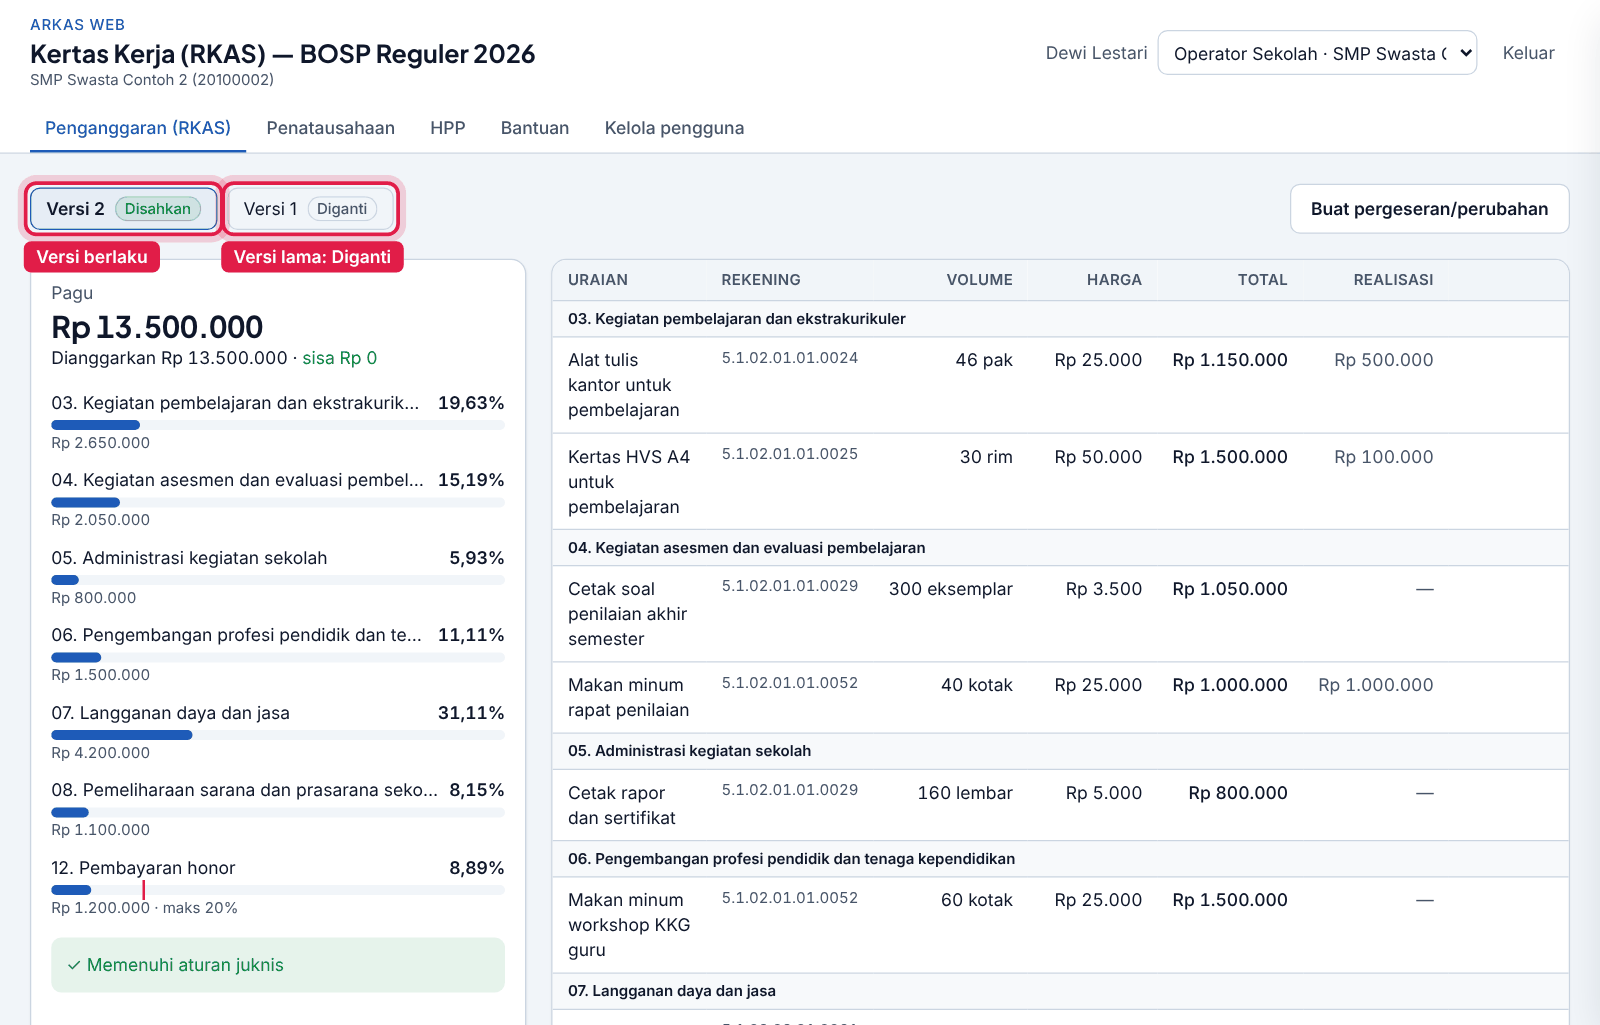 ARKAS WEB
Kertas Kerja (RKAS) — BOSP Reguler 2026
SMP Swasta Contoh 2 (20100002)
Dewi Lestari
Operator Sekolah · SMP Swasta
Keluar
Penganggaran (RKAS)
Penatausahaan
HPP
Bantuan
Kelola pengguna
Versi 2 Disahkan
Versi 1 Diganti
Buat pergeseran/perubahan
Versi berlaku
Versi lama: Diganti
Pagu
Rp 13.500.000
Dianggarkan Rp 13.500.000 · sisa Rp 0
03. Kegiatan pembelajaran dan ekstrakurik... 19,63%
Rp 2.650.000
04. Kegiatan asesmen dan evaluasi pembel... 15,19%
Rp 2.050.000
05. Administrasi kegiatan sekolah 5,93%
Rp 800.000
06. Pengembangan profesi pendidik dan te... 11,11%
Rp 1.500.000
07. Langganan daya dan jasa 31,11%
Rp 4.200.000
08. Pemeliharaan sarana dan prasarana seko... 8,15%
Rp 1.100.000
12. Pembayaran honor 8,89%
Rp 1.200.000 · maks 20%
✓ Memenuhi aturan juknis
URAIAN REKENING VOLUME HARGA TOTAL REALISASI
03. Kegiatan pembelajaran dan ekstrakurikuler
Alat tulis 5.1.02.01.01.0024 46 pak Rp 25.000 Rp 1.150.000 Rp 500.000
kantor untuk
pembelajaran
Kertas HVS A4 5.1.02.01.01.0025 30 rim Rp 50.000 Rp 1.500.000 Rp 100.000
untuk
pembelajaran
04. Kegiatan asesmen dan evaluasi pembelajaran
Cetak soal 5.1.02.01.01.0029 300 eksemplar Rp 3.500 Rp 1.050.000 —
penilaian akhir
semester
Makan minum 5.1.02.01.01.0052 40 kotak Rp 25.000 Rp 1.000.000 Rp 1.000.000
rapat penilaian
05. Administrasi kegiatan sekolah
Cetak rapor 5.1.02.01.01.0029 160 lembar Rp 5.000 Rp 800.000 —
dan sertifikat
06. Pengembangan profesi pendidik dan tenaga kependidikan
Makan minum 5.1.02.01.01.0052 60 kotak Rp 25.000 Rp 1.500.000 —
workshop KKG
guru
07. Langganan daya dan jasa